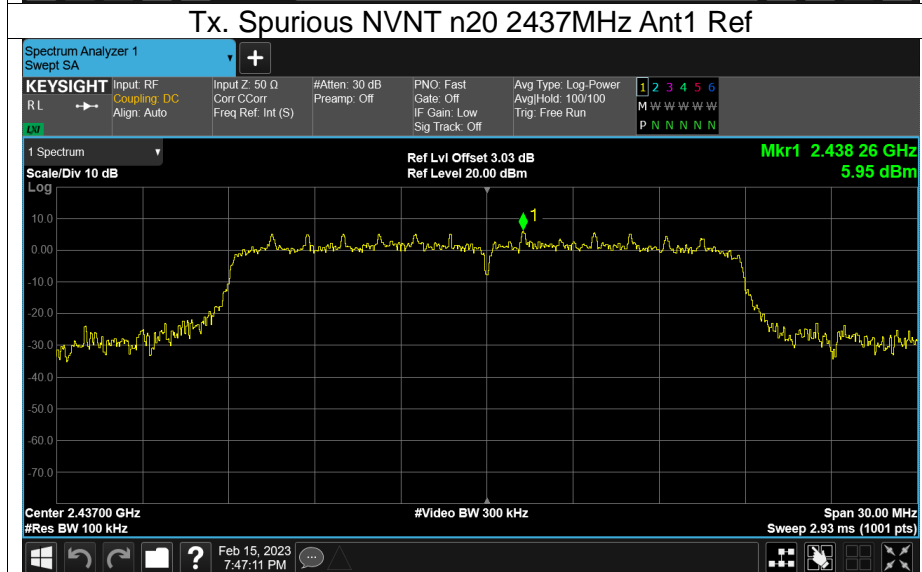 Tx. Spurious NVNT n20 2437MHz Ant1 Ref
Spectrum Analyzer 1
Swept SA
+
KEYSIGHT Input: RF Input Z: 50 Ω #Atten: 30 dB PNO: Fast Avg Type: Log-Power 1 2 3 4 5 6
RL Coupling: DC Corr CCorr Preamp: Off Gate: Off Avg|Hold: 100/100 M W W W W W
Align: Auto Freq Ref: Int (S) IF Gain: Low Trig: Free Run
LXI Sig Track: Off P N N N N N
1 Spectrum Ref Lvl Offset 3.03 dB Mkr1 2.438 26 GHz
Scale/Div 10 dB Ref Level 20.00 dBm 5.95 dBm
Log
1
10.0
0.00
-10.0
-20.0
-30.0
-40.0
-50.0
-60.0
-70.0
Center 2.43700 GHz #Video BW 300 kHz Span 30.00 MHz
#Res BW 100 kHz Sweep 2.93 ms (1001 pts)
? Feb 15, 2023
7:47:11 PM